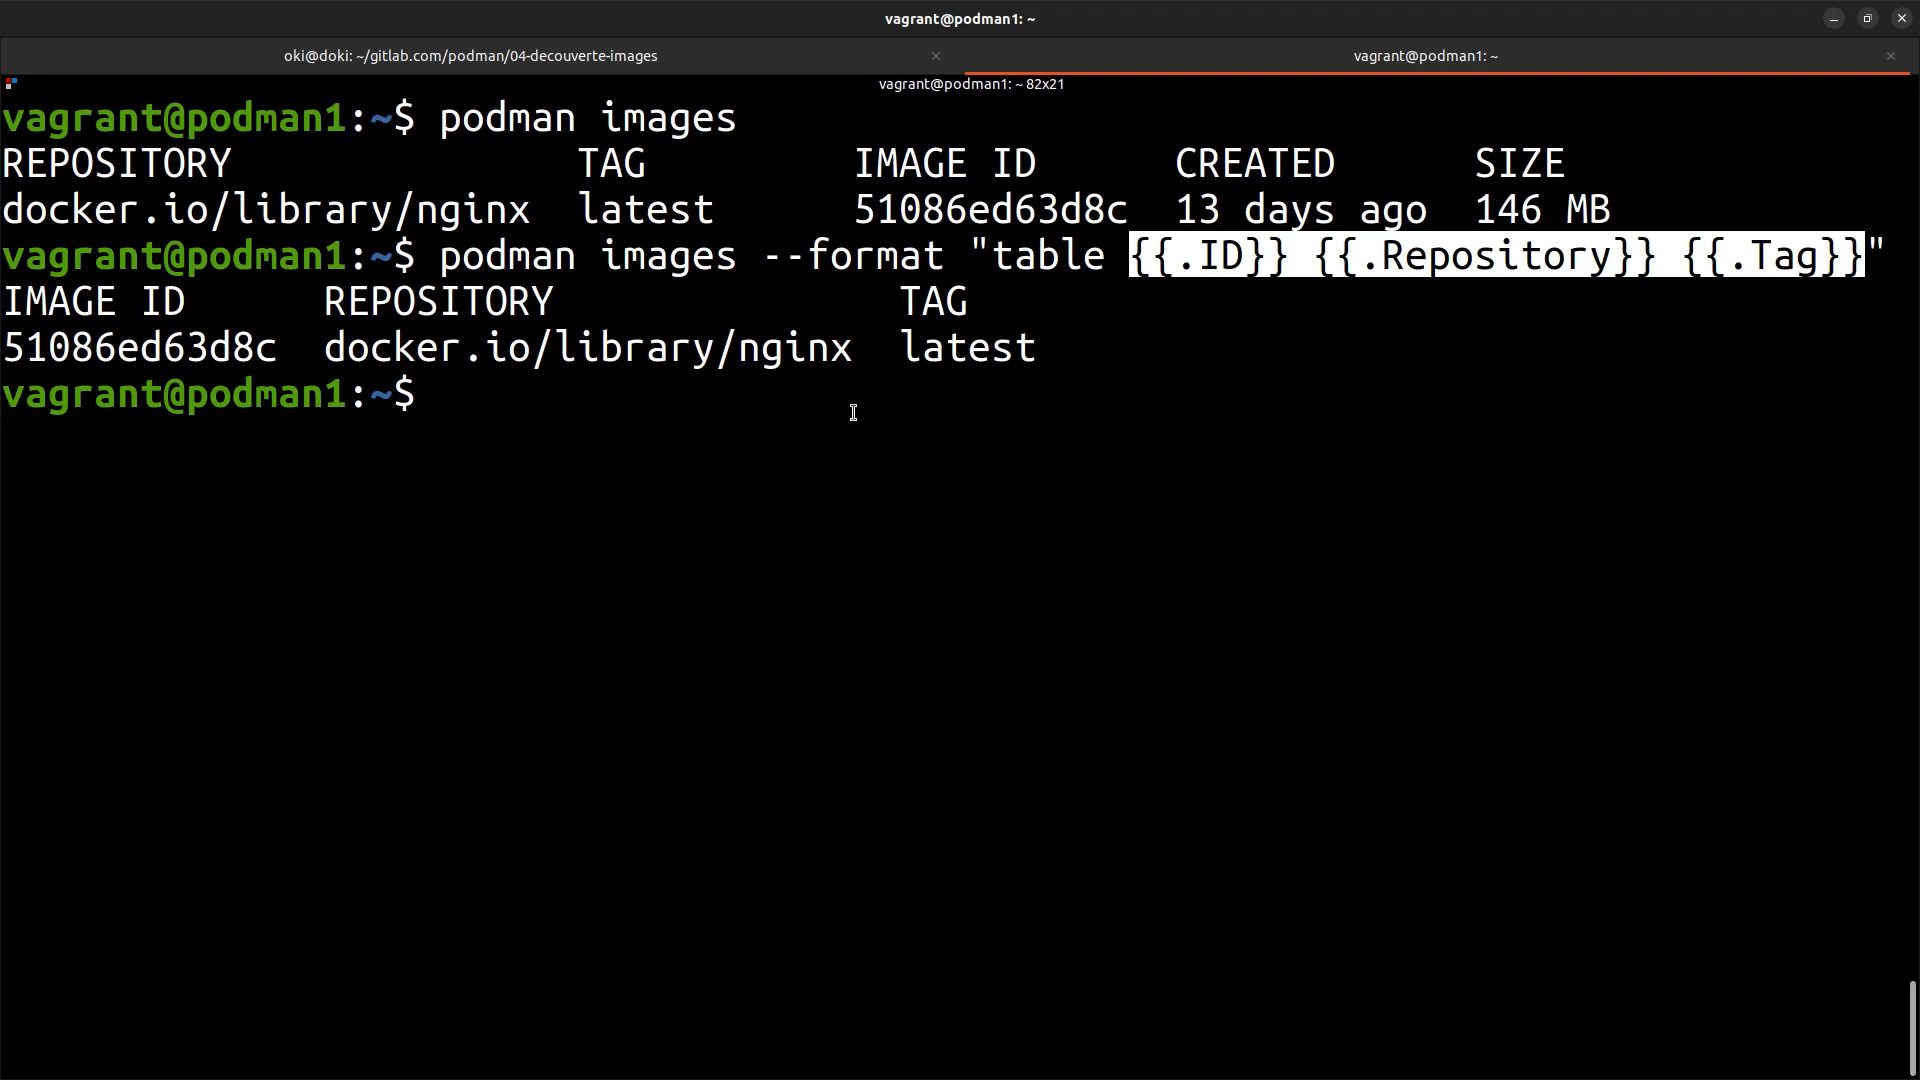 vagrant@podman1: ~
oki@doki: ~/gitlab.com/podman/04-decouverte-images
vagrant@podman1: ~
vagrant@podman1: ~ 82x21
vagrant@podman1:~$ podman images
REPOSITORY TAG IMAGE ID CREATED SIZE
docker.io/library/nginx latest 51086ed63d8c 13 days ago 146 MB
vagrant@podman1:~$ podman images --format "table {{.ID}} {{.Repository}} {{.Tag}}"
IMAGE ID REPOSITORY TAG
51086ed63d8c docker.io/library/nginx latest
vagrant@podman1:~$